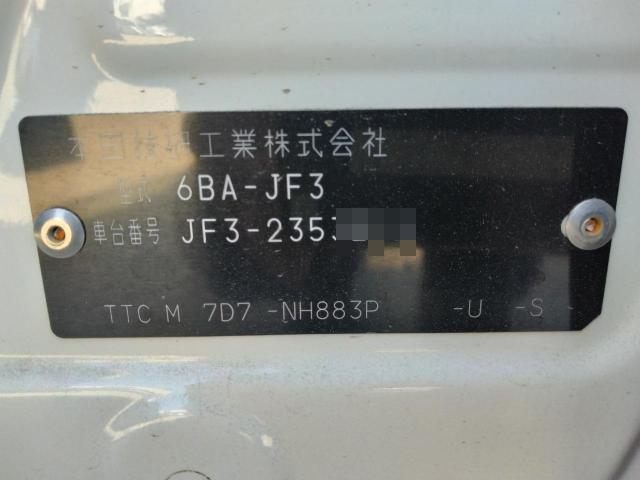 本田技研工業株式会社
型式 6BA-JF3
車台番号 JF3-2353
TTC M 7D7 -NH883P -U -S -